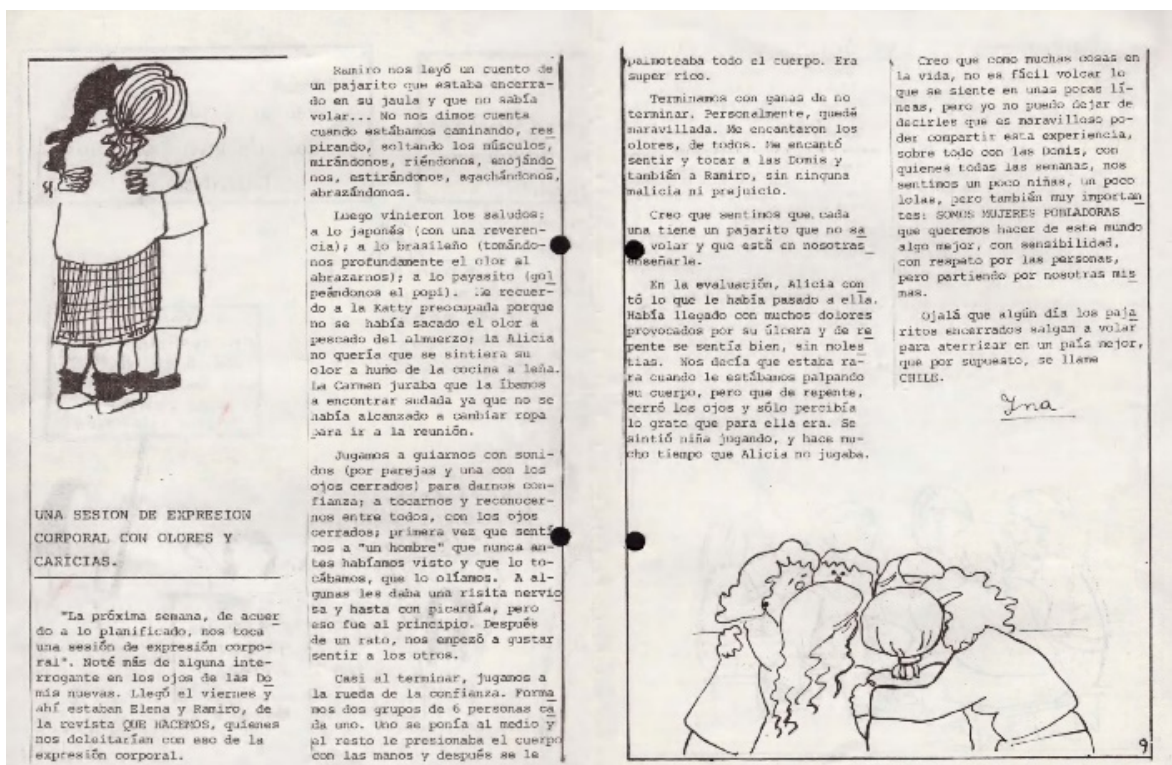 UNA SESION DE EXPRESION
CORPORAL CON OLORES Y
CARICIAS.
"La próxima semana, de acuer
do a lo planificado, nos toca
una sesión de expresión corpo-
ral". Noté más de alguna inte-
rrogante en los ojos de las Do
mis nuevas. Llegó el viernes y
ahí estaban Elena y Ramiro, de
la revista QUE HACEMOS, quienes
nos deleitarían con eso de la
expresión corporal.
Ramiro nos leyó un cuento de
un pajarito que estaba encerra-
do en su jaula y que no sabía
volar... No nos dimos cuenta
cuando estábamos caminando, res
pirando, soltando los músculos,
mirándonos, riéndonos, enojándo
nos, estirándonos, agachándonos,
abrazándonos.
Luego vinieron los saludos:
a lo japonés (con una reveren-
cia); a lo brasileño (tomándo-
nos profundamente el olor al
abrazarnos); a lo payasito (gol
peándonos el popi). Me recuer-
do a la Katty preocupada porque
no se había sacado el olor a
pescado del almuerzo; la Alicia
no quería que se sintiera su
olor a humo de la cocina a leña.
La Carmen juraba que la íbamos
a encontrar sudada ya que no se
había alcanzado a cambiar ropa
para ir a la reunión.
Jugamos a guiarnos con soni-
dos (por parejas y una con los
ojos cerrados) para darnos con-
fianza; a tocarnos y reconocer-
nos entre todos, con los ojos
cerrados; primera vez que sentí
mos a "un hombre" que nunca an-
tes habíamos visto y que lo to-
cábamos, que lo olíamos. A al-
gunas les daba una risita nervio
sa y hasta con picardía, pero
eso fue al principio. Después
de un rato, nos empezó a gustar
sentir a los otros.
Casi al terminar, jugamos a
la rueda de la confianza. Forma
mos dos grupos de 6 personas ca
da uno. Uno se ponía al medio y
el resto le presionaba el cuerpo
con las manos y después se le
palmoteaba todo el cuerpo. Era
super rico.
Terminamos con ganas de no
terminar. Personalmente, quedé
maravillada. Me encantaron los
olores, de todos. Me encantó
sentir y tocar a las Domis y
también a Ramiro, sin ninguna
malicia ni prejuicio.
Creo que sentimos que cada
una tiene un pajarito que no sa
volar y que está en nosotras
enseñarle.
En la evaluación, Alicia con
tó lo que le había pasado a ella.
Había llegado con muchos dolores
provocados por su úlcera y de re
pente se sentía bien, sin moles
tias. Nos decía que estaba ra-
ra cuando le estábamos palpando
su cuerpo, pero que de repente,
cerró los ojos y sólo percibía
lo grato que para ella era. Se
sintió niña jugando, y hace mu-
cho tiempo que Alicia no jugaba.
Creo que como muchas cosas en
la vida, no es fácil volcar lo
que se siente en unas pocas lí-
neas, pero yo no puedo dejar de
decirles que es maravilloso po-
der compartir esta experiencia,
sobre todo con las Domis, con
quienes todas las semanas, nos
sentimos un poco niñas, un poco
lolas, pero también muy importan
tes: SOMOS MUJERES POBLADORAS
que queremos hacer de este mundo
algo mejor, con sensibilidad,
con respeto por las personas,
pero partiendo por nosotras mis
mas.
Ojalá que algún día los paja
ritos encerrados salgan a volar
para aterrizar en un país mejor,
que por supuesto, se llame
CHILE.
Ina
9